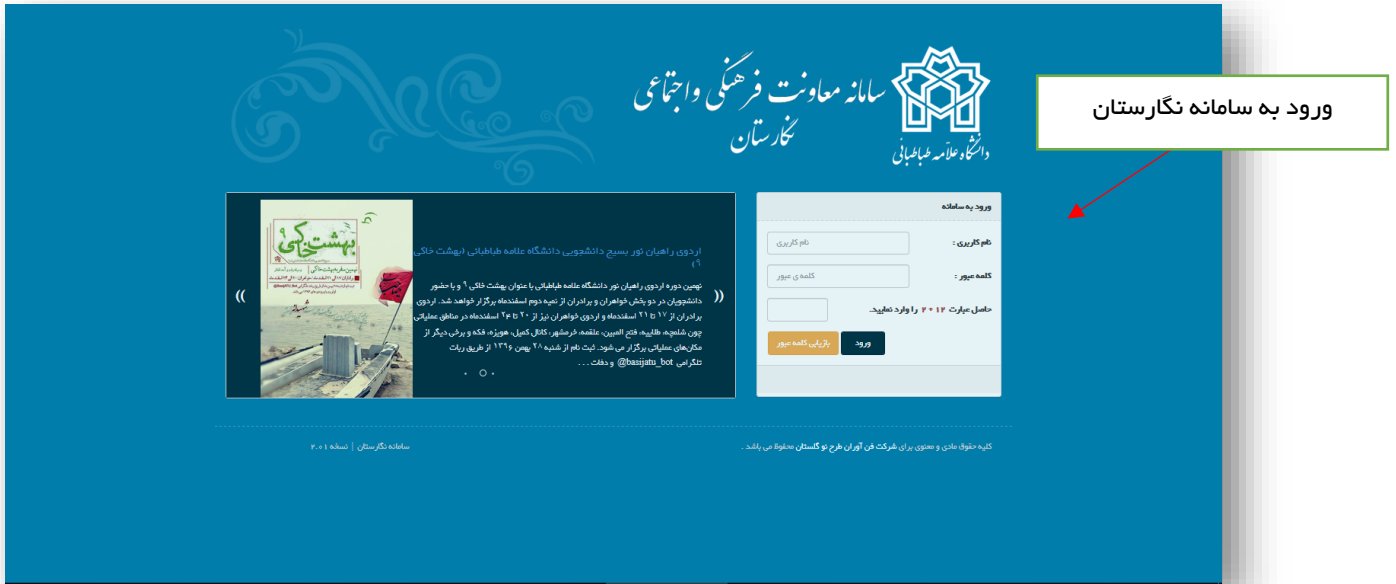 سامانه معاونت فرهنگی و اجتماعی
نگارستان
دانشگاه علامه طباطبائی
ورود به سامانه نگارستان
ورود به سامانه
نام کاربری :
نام کاربری
کلمه عبور :
کلمه ی عبور
حاصل عبارت ۱۲ + ۲ را وارد نمایید.
ورود
بازیابی کلمه عبور
اردوی راهیان نور بسیج دانشجویی دانشگاه علامه طباطبائی (بهشت خاکی
۹)
نهمین دوره اردوی راهیان نور دانشگاه علامه طباطبائی با عنوان بهشت خاکی ۹ و با حضور
دانشجویان در دو بخش خواهران و برادران از نیمه دوم اسفندماه برگزار خواهد شد. اردوی
برادران از ۱۷ تا ۲۱ اسفندماه و اردوی خواهران نیز از ۲۰ تا ۲۴ اسفندماه در مناطق عملیاتی
چون شلمچه، طلاییه، فتح المبین، علقمه، خرمشهر، کانال کمیل، هویزه، فکه و برخی دیگر از
مکان‌های عملیاتی برگزار می شود. ثبت نام از شنبه ۲۸ بهمن ۱۳۹۶ از طریق ربات
تلگرامی @basijatu_bot و دفات . . .
بهشت خاکی ۹
کلیه حقوق مادی و معنوی برای شرکت فن آوران طرح نو گلستان محفوظ می باشد .
سامانه نگارستان | نسخه ۲.۰۱